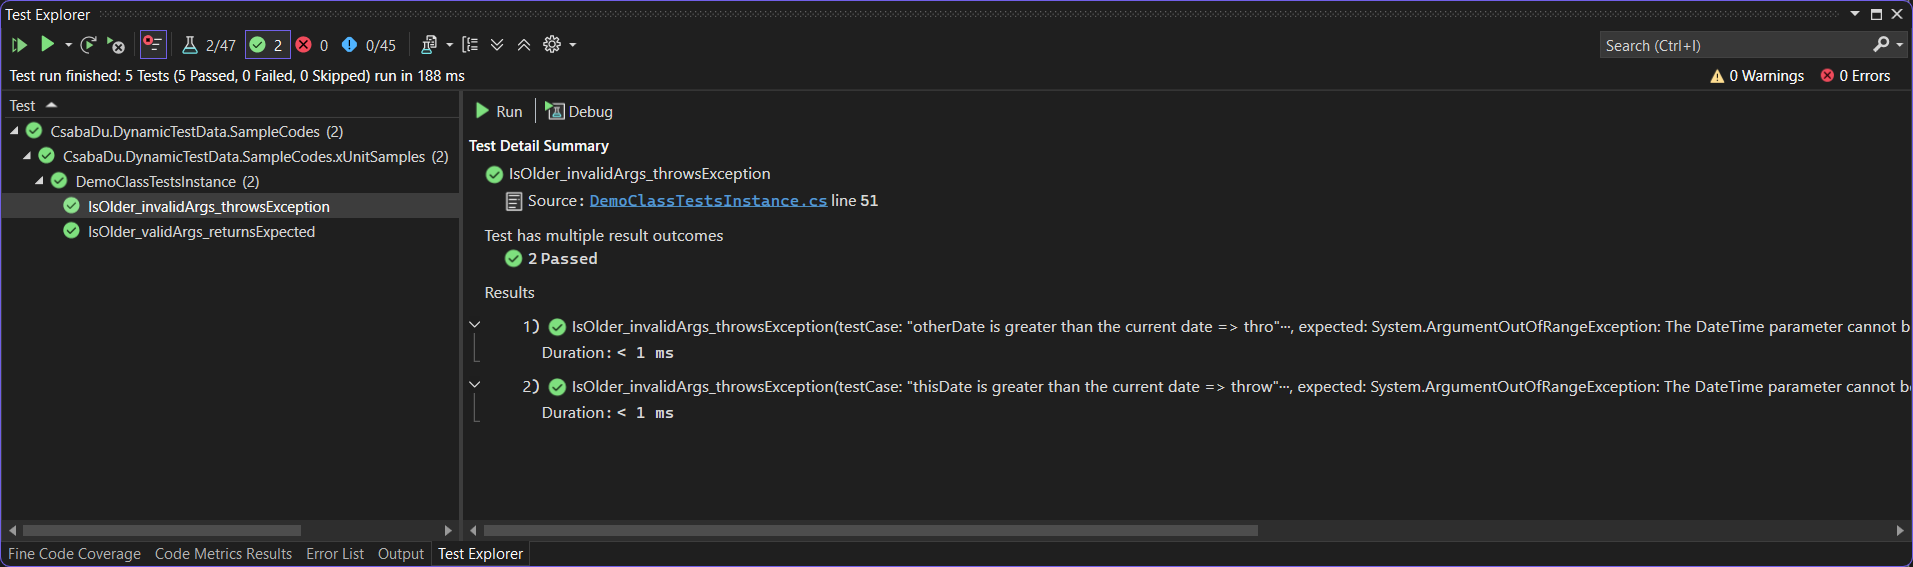 Test Explorer
2/47 2 0 0/45 Search (Ctrl+I)
Test run finished: 5 Tests (5 Passed, 0 Failed, 0 Skipped) run in 188 ms 0 Warnings 0 Errors
Test
CsabaDu.DynamicTestData.SampleCodes (2)
CsabaDu.DynamicTestData.SampleCodes.xUnitSamples (2)
DemoClassTestsInstance (2)
IsOlder_invalidArgs_throwsException
IsOlder_validArgs_returnsExpected
Run Debug
Test Detail Summary
IsOlder_invalidArgs_throwsException
Source: DemoClassTestsInstance.cs line 51
Test has multiple result outcomes
2 Passed
Results
1) IsOlder_invalidArgs_throwsException(testCase: "otherDate is greater than the current date => thro"···, expected: System.ArgumentOutOfRangeException: The DateTime parameter cannot b
Duration: < 1 ms
2) IsOlder_invalidArgs_throwsException(testCase: "thisDate is greater than the current date => throw"···, expected: System.ArgumentOutOfRangeException: The DateTime parameter cannot b
Duration: < 1 ms
Fine Code Coverage Code Metrics Results Error List Output Test Explorer